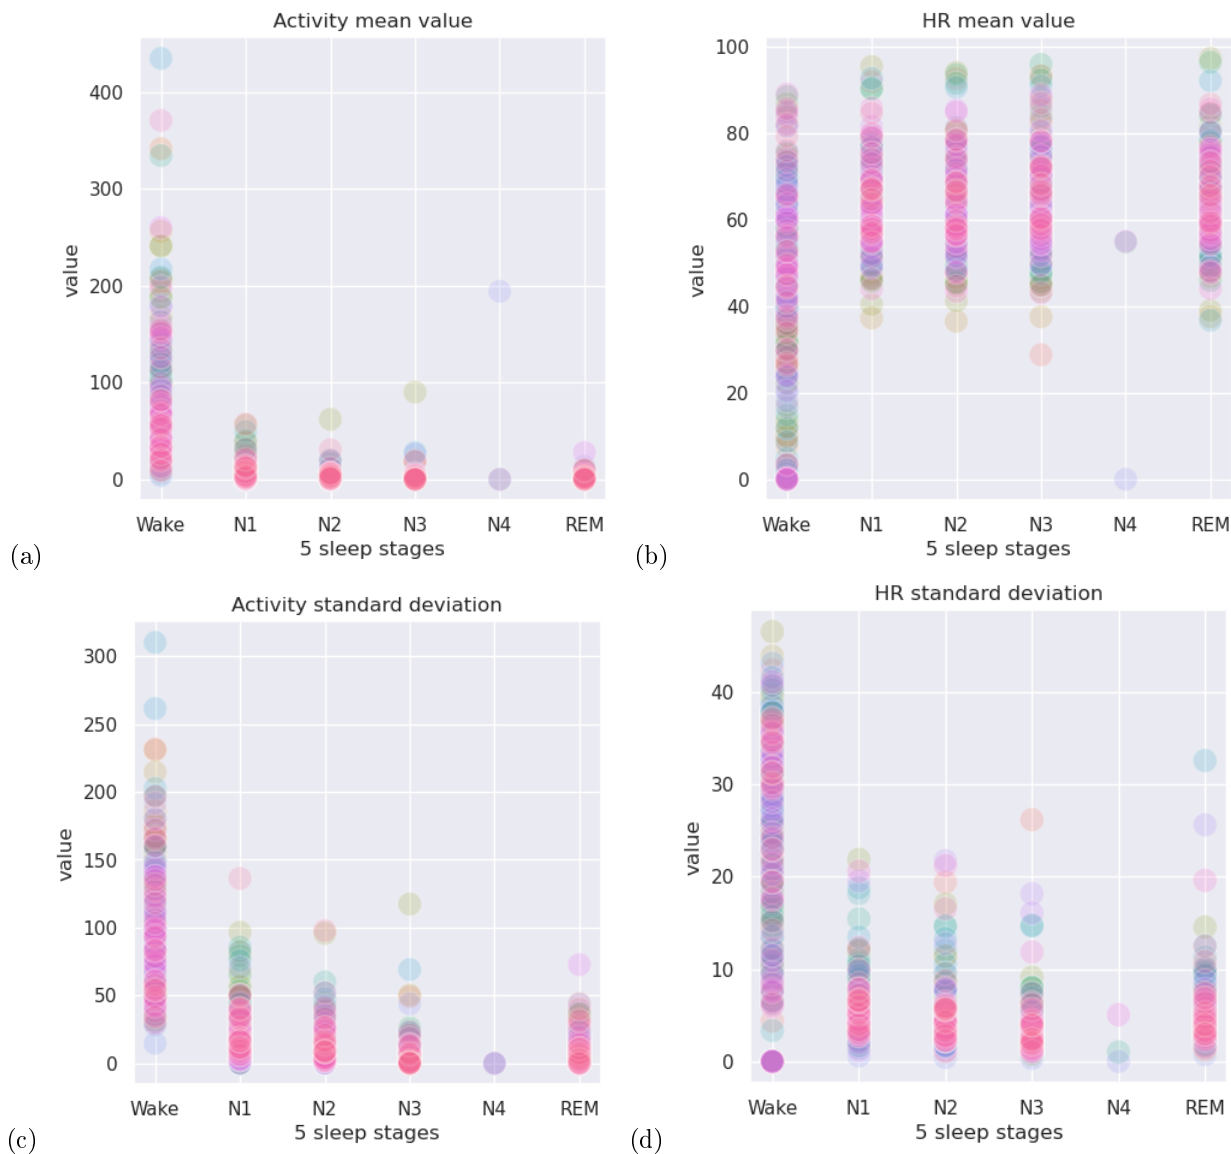 Activity mean value
value
400
300
200
100
0
Wake N1 N2 N3 N4 REM
5 sleep stages
(a)
HR mean value
value
100
80
60
40
20
0
Wake N1 N2 N3 N4 REM
5 sleep stages
(b)
Activity standard deviation
value
300
250
200
150
100
50
0
Wake N1 N2 N3 N4 REM
5 sleep stages
(c)
HR standard deviation
value
40
30
20
10
0
Wake N1 N2 N3 N4 REM
5 sleep stages
(d)